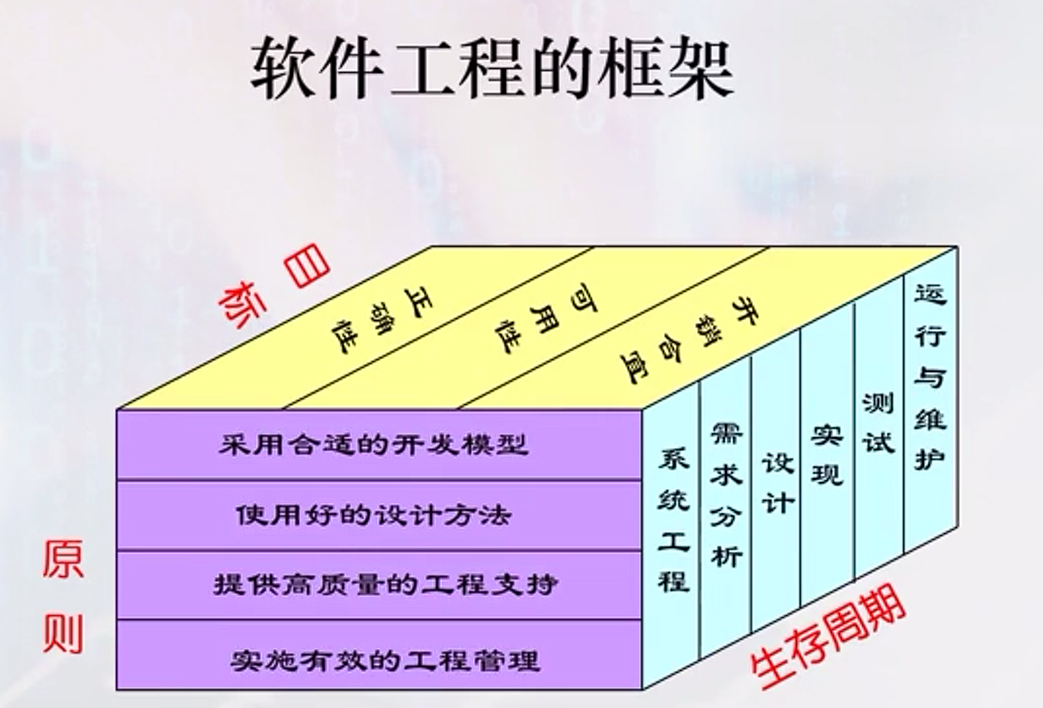 软件工程的框架
目标
正确性
可用性
开销合宜
采用合适的开发模型
使用好的设计方法
提供高质量的工程支持
实施有效的工程管理
原则
系统工程
需求分析
设计
实现
测试
运行与维护
生存周期